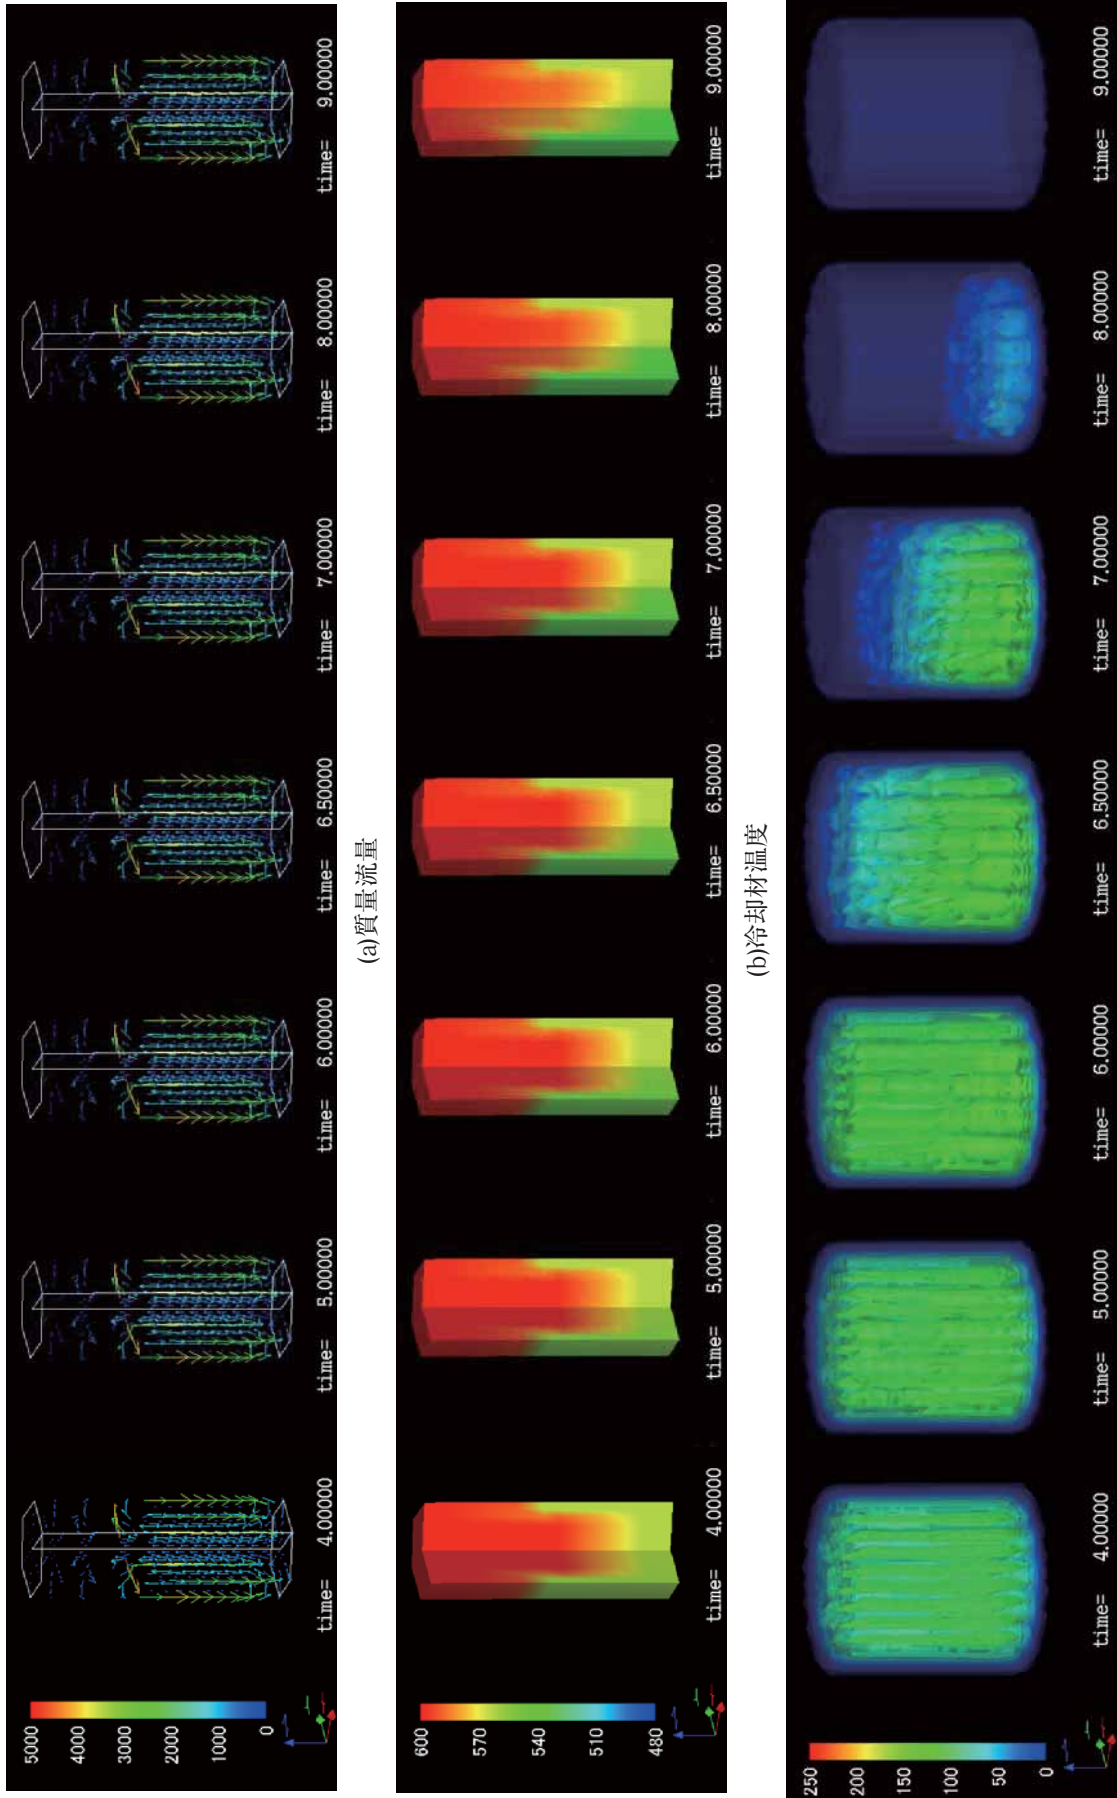 5000
4000
3000
2000
1000
0
time= 4.00000
time= 5.00000
time= 6.00000
time= 6.50000
time= 7.00000
time= 8.00000
time= 9.00000
(a)質量流量
600
570
540
510
480
time= 4.00000
time= 5.00000
time= 6.00000
time= 6.50000
time= 7.00000
time= 8.00000
time= 9.00000
(b)冷却材温度
250
200
150
100
50
0
time= 4.00000
time= 5.00000
time= 6.00000
time= 6.50000
time= 7.00000
time= 8.00000
time= 9.00000